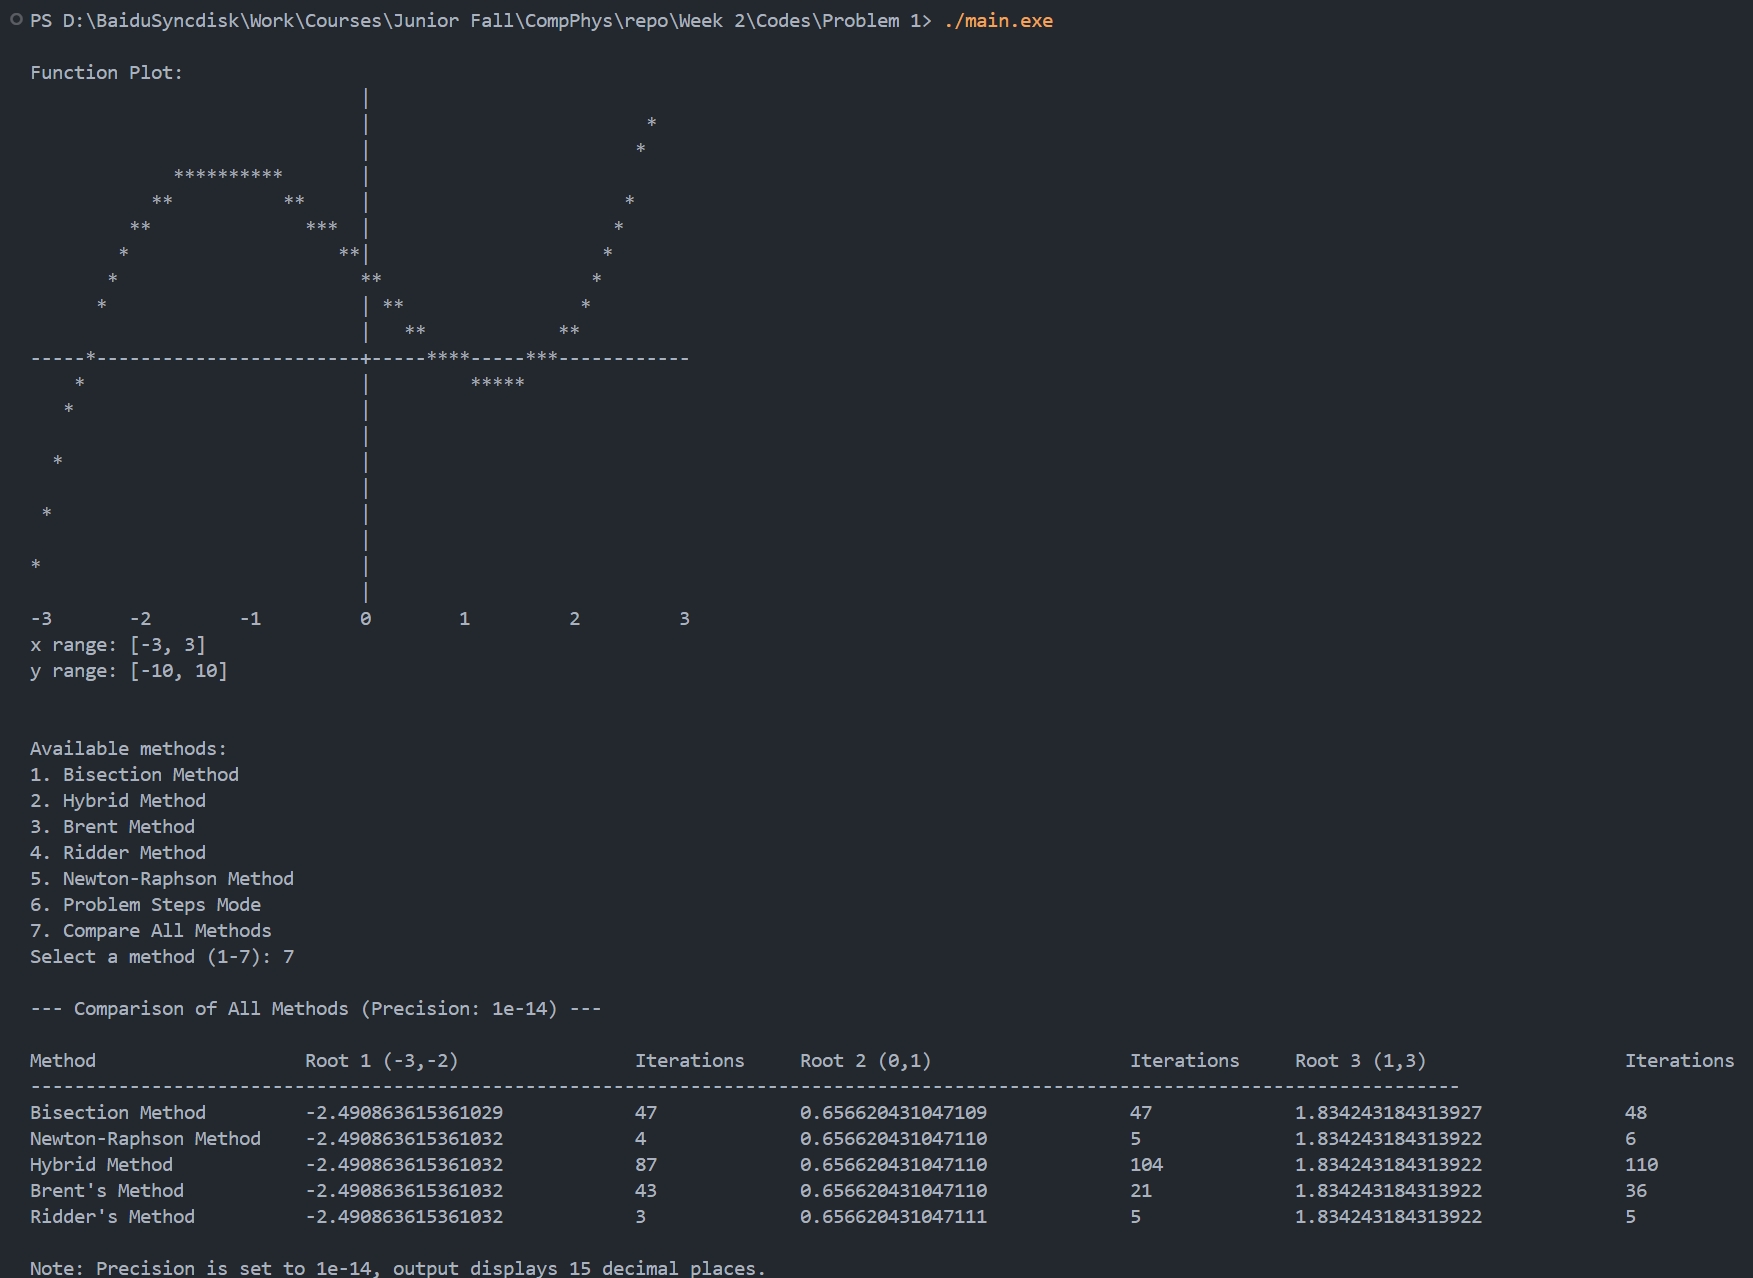 PS D:\BaiduSyncdisk\Work\Courses\Junior Fall\CompPhys\repo\Week 2\Codes\Problem 1> ./main.exe
Function Plot:
                              |
                              |                          *
                              |                         *
             **********       |
           **          **     |                        *
         **              ***  |                       *
        *                   **|                      *
       *                      **                    *
      *                       | **                 *
                              |   **            **
-----*------------------------+-----****-----***------------
    *                         |         *****
   *                          |
                              |
  *                           |
                              |
 *                            |
                              |
*                             |
                              |
-3       -2        -1         0        1         2         3
x range: [-3, 3]
y range: [-10, 10]
Available methods:
1. Bisection Method
2. Hybrid Method
3. Brent Method
4. Ridder Method
5. Newton-Raphson Method
6. Problem Steps Mode
7. Compare All Methods
Select a method (1-7): 7
--- Comparison of All Methods (Precision: 1e-14) ---
Method                   Root 1 (-3,-2)                Iterations     Root 2 (0,1)                  Iterations     Root 3 (1,3)                  Iterations
----------------------------------------------------------------------------------------------------------------------------------
Bisection Method         -2.490863615361029            47             0.656620431047109             47             1.834243184313927             48
Newton-Raphson Method    -2.490863615361032            4              0.656620431047110             5              1.834243184313922             6
Hybrid Method            -2.490863615361032            87             0.656620431047110             104            1.834243184313922             110
Brent's Method           -2.490863615361032            43             0.656620431047110             21             1.834243184313922             36
Ridder's Method          -2.490863615361032            3              0.656620431047111             5              1.834243184313922             5
Note: Precision is set to 1e-14, output displays 15 decimal places.